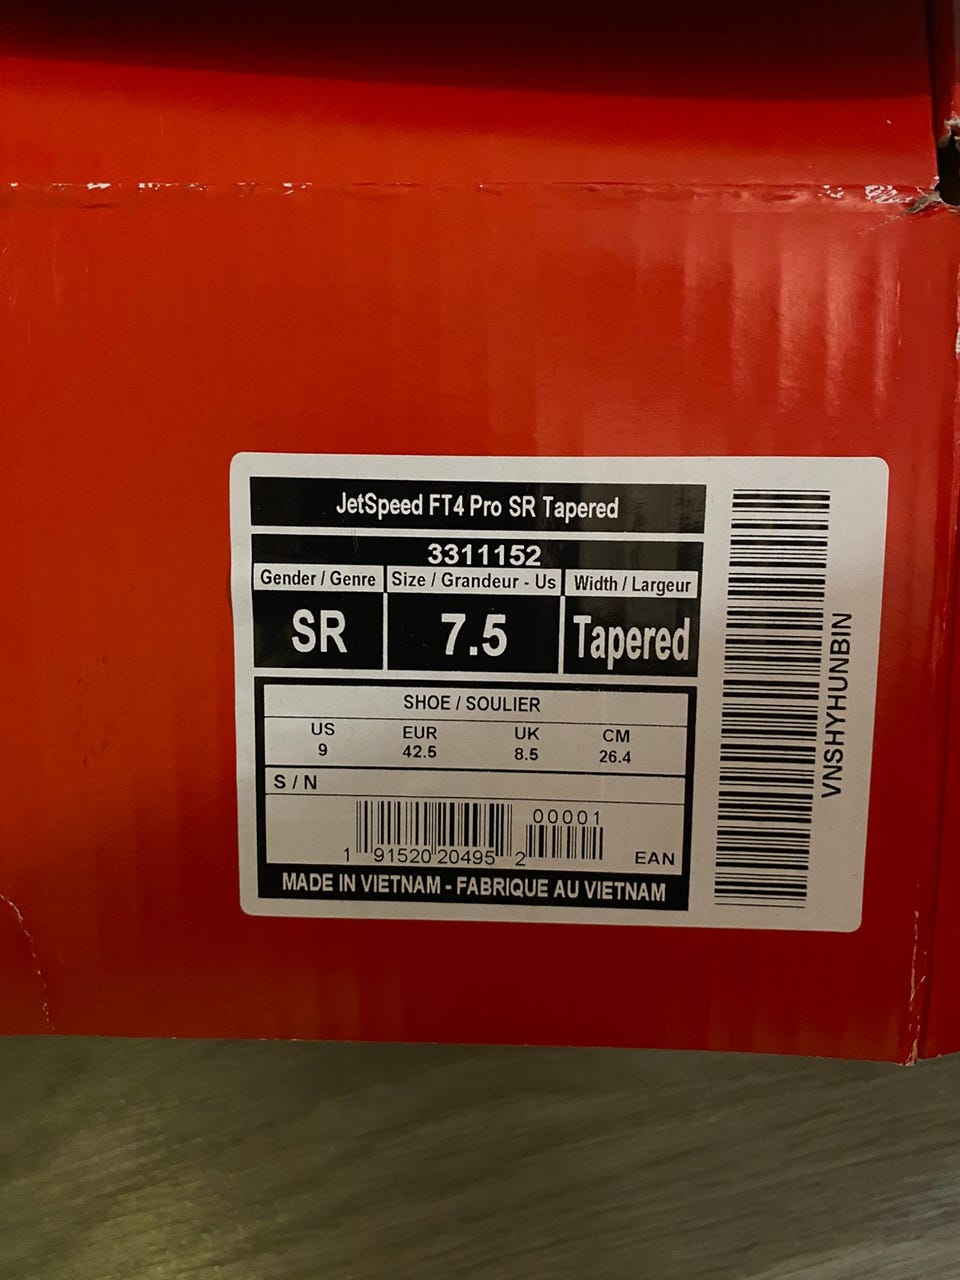 JetSpeed FT4 Pro SR Tapered
3311152
Gender / Genre Size / Grandeur - Us Width / Largeur
SR 7.5 Tapered
SHOE / SOULIER
US EUR UK CM
9 42.5 8.5 26.4
S / N
00001
1 91520 20495 2
EAN
MADE IN VIETNAM - FABRIQUE AU VIETNAM
VNSHYHUNBIN